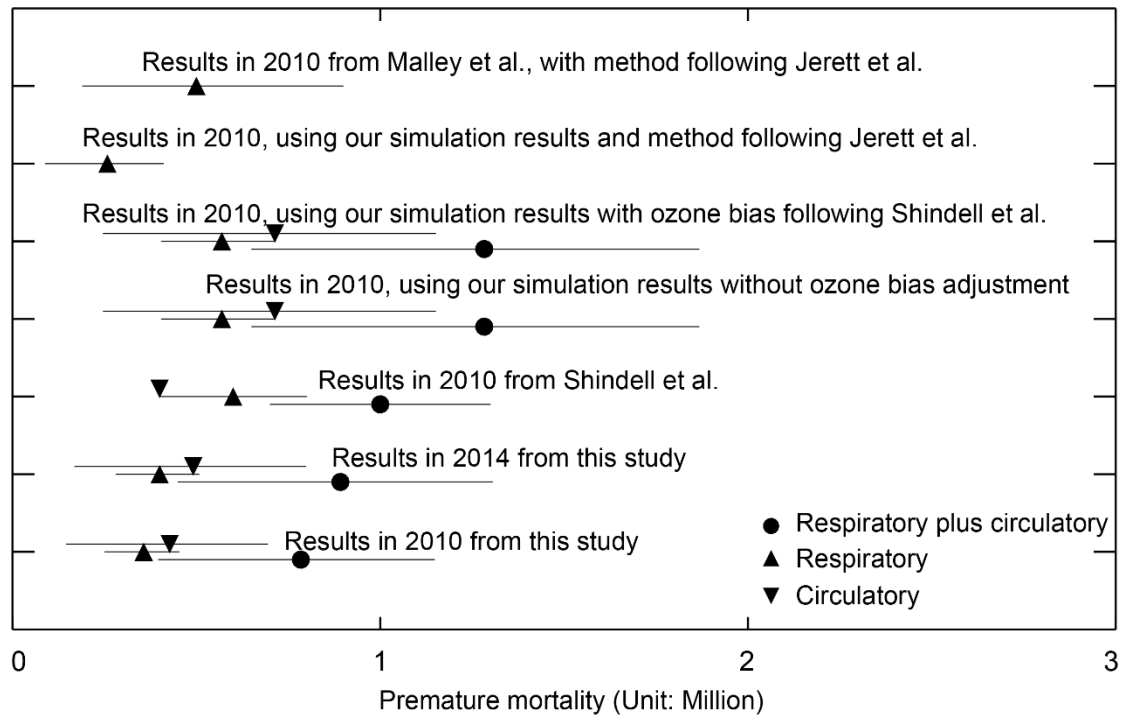 Results in 2010 from Malley et al., with method following Jerett et al.
Results in 2010, using our simulation results and method following Jerett et al.
Results in 2010, using our simulation results with ozone bias following Shindell et al.
Results in 2010, using our simulation results without ozone bias adjustment
Results in 2010 from Shindell et al.
Results in 2014 from this study
Results in 2010 from this study
Respiratory plus circulatory
Respiratory
Circulatory
0 1 2 3
Premature mortality (Unit: Million)